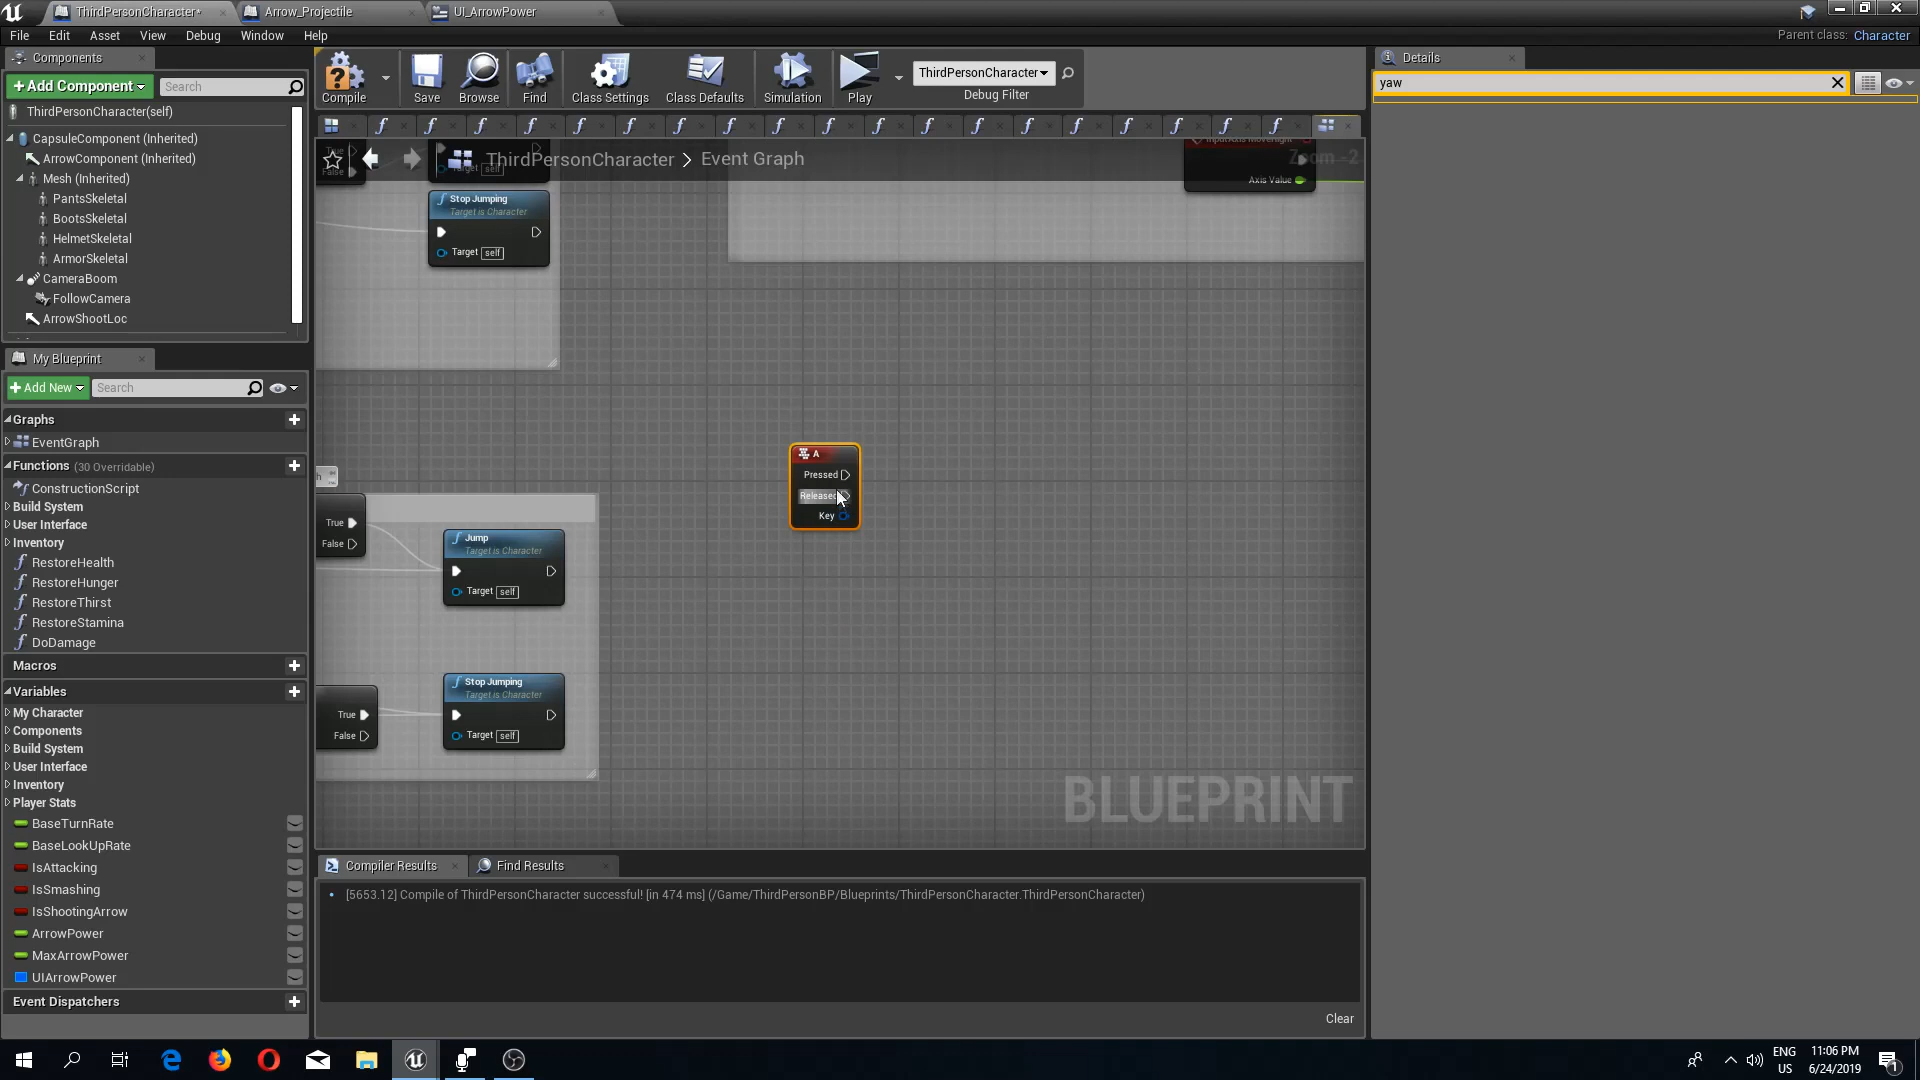 ThirdPersonCharacter*
Arrow_Projectile
UI_ArrowPower
File Edit Asset View Debug Window Help
Parent class: Character
Components
+Add Component
Search
ThirdPersonCharacter(self)
CapsuleComponent (Inherited)
ArrowComponent (Inherited)
Mesh (Inherited)
PantsSkeletal
BootsSkeletal
HelmetSkeletal
ArmorSkeletal
CameraBoom
FollowCamera
ArrowShootLoc
My Blueprint
+Add New
Search
Graphs
EventGraph
Functions (30 Overridable)
ConstructionScript
Build System
User Interface
Inventory
RestoreHealth
RestoreHunger
RestoreThirst
RestoreStamina
DoDamage
Macros
Variables
My Character
Components
Build System
User Interface
Inventory
Player Stats
BaseTurnRate
BaseLookUpRate
IsAttacking
IsSmashing
IsShootingArrow
ArrowPower
MaxArrowPower
UIArrowPower
Event Dispatchers
Compile
Save
Browse
Find
Class Settings
Class Defaults
Simulation
Play
ThirdPersonCharacter
Debug Filter
ThirdPersonCharacter > Event Graph
Zoom -2
True
False
Target self
Stop Jumping
Target is Character
Target self
Axis Value
A
Pressed
Released
Key
True
False
Jump
Target is Character
Target self
Stop Jumping
Target is Character
True
False
Target self
BLUEPRINT
Compiler Results
Find Results
[5653.12] Compile of ThirdPersonCharacter successful! [in 474 ms] (/Game/ThirdPersonBP/Blueprints/ThirdPersonCharacter.ThirdPersonCharacter)
Clear
Details
yaw
ENG
US
11:06 PM
6/24/2019
1